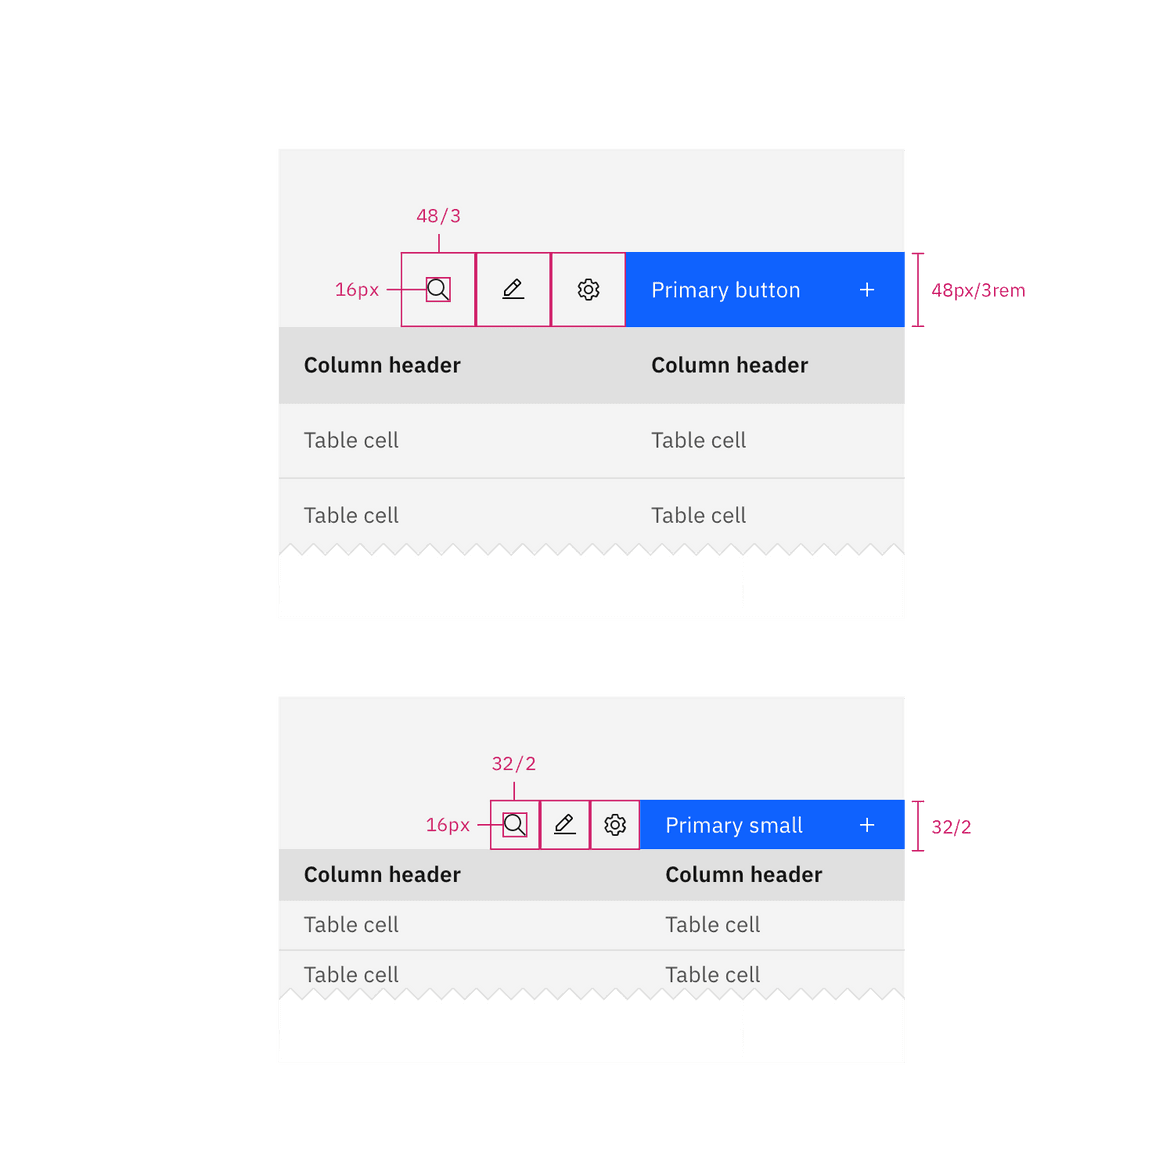 48/3
16px
Primary button
48px/3rem
Column header Column header
Table cell Table cell
Table cell Table cell
32/2
16px
Primary small
32/2
Column header Column header
Table cell Table cell
Table cell Table cell